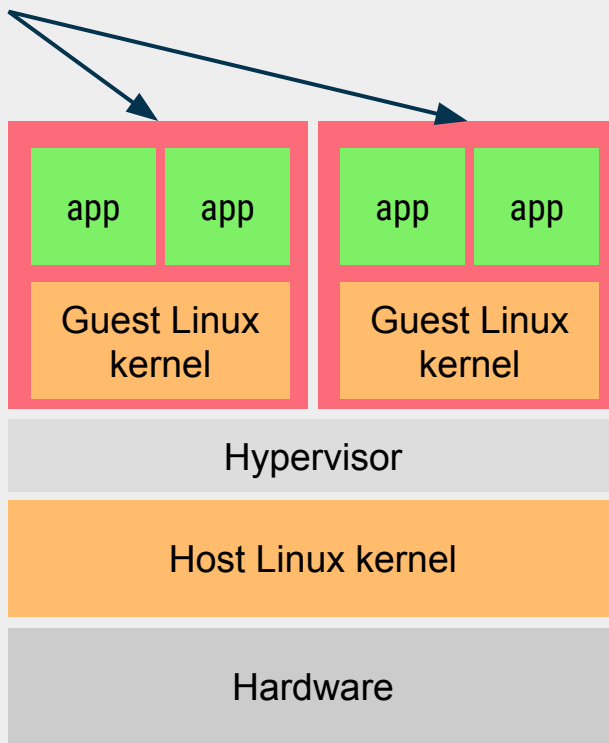 app
app
app
app
Guest Linux
kernel
Guest Linux
kernel
Hypervisor
Host Linux kernel
Hardware